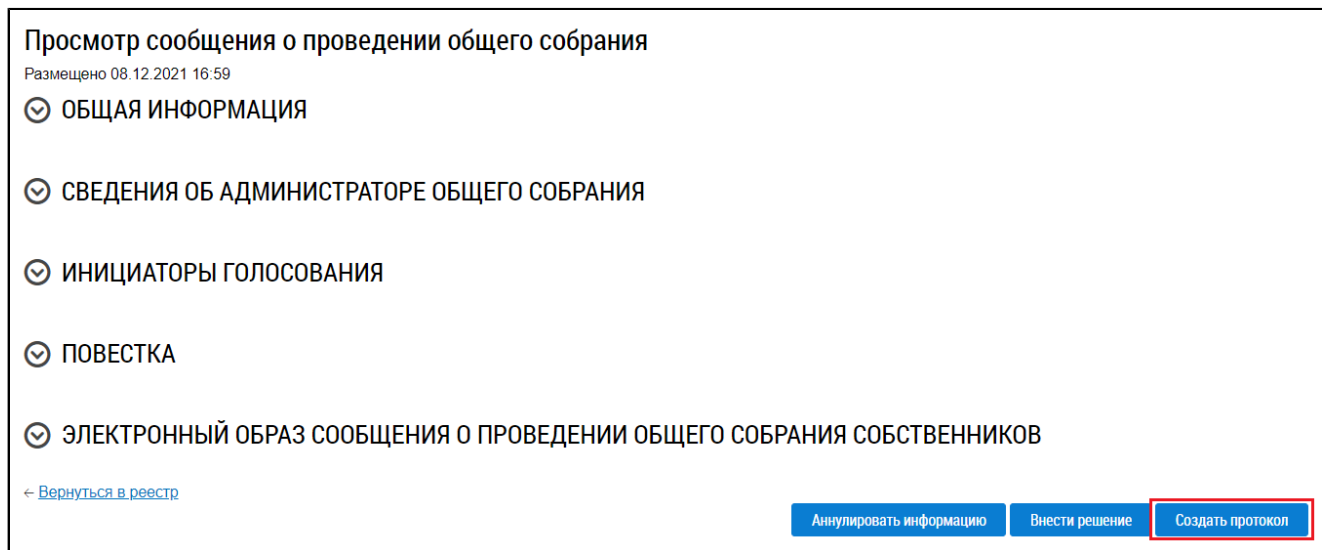 Просмотр сообщения о проведении общего собрания
Размещено 08.12.2021 16:59
ОБЩАЯ ИНФОРМАЦИЯ
СВЕДЕНИЯ ОБ АДМИНИСТРАТОРЕ ОБЩЕГО СОБРАНИЯ
ИНИЦИАТОРЫ ГОЛОСОВАНИЯ
ПОВЕСТКА
ЭЛЕКТРОННЫЙ ОБРАЗ СООБЩЕНИЯ О ПРОВЕДЕНИИ ОБЩЕГО СОБРАНИЯ СОБСТВЕННИКОВ
← Вернуться в реестр
Аннулировать информацию Внести решение Создать протокол